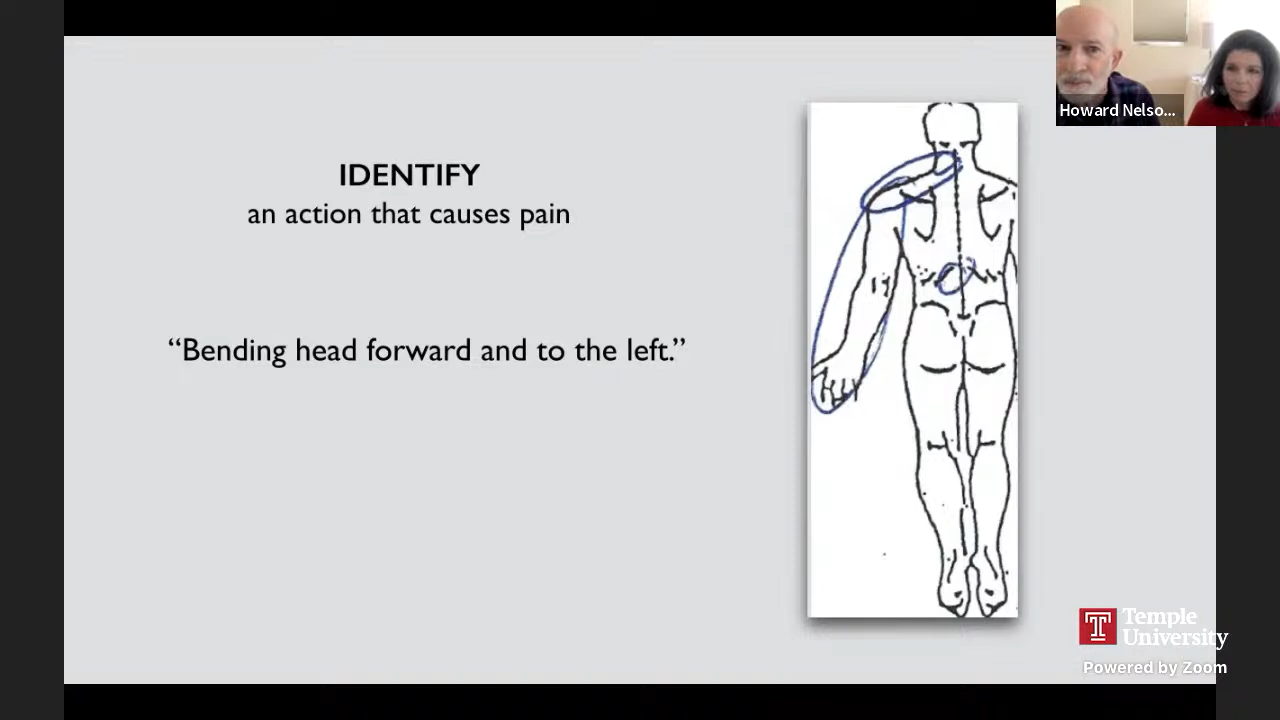 Howard Nelso...
IDENTIFY
an action that causes pain
“Bending head forward and to the left.”
Temple
University
Powered by Zoom